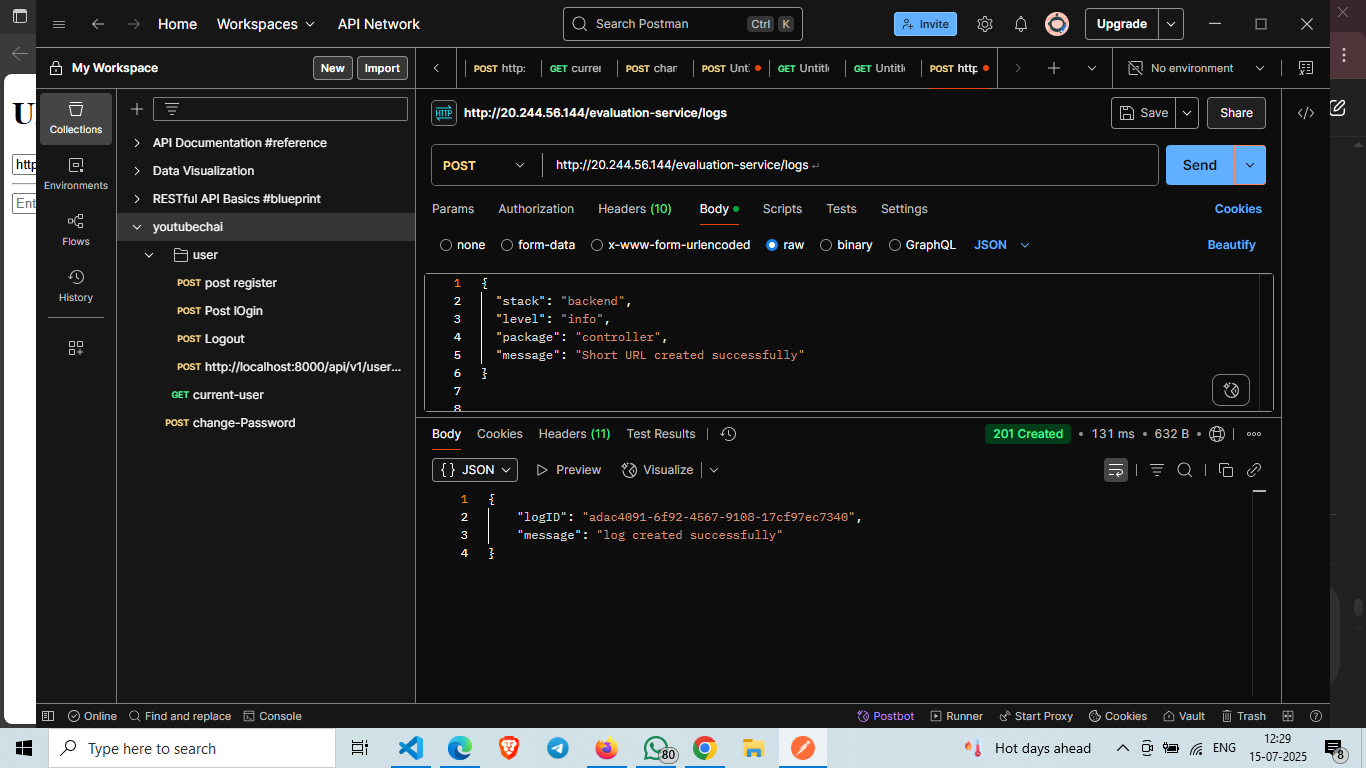 Home Workspaces API Network Search Postman Ctrl K Invite Upgrade
My Workspace New Import POST http: GET currer POST char POST Unt GET Untitle GET Untitle POST http No environment
U
http
Ent
Collections
Environments
Flows
History
API Documentation #reference
Data Visualization
RESTful API Basics #blueprint
youtubechai
user
POST post register
POST Post lOgin
POST Logout
POST http://localhost:8000/api/v1/user...
GET current-user
POST change-Password
HTTP http://20.244.56.144/evaluation-service/logs Save Share
POST http://20.244.56.144/evaluation-service/logs Send
Params Authorization Headers (10) Body Scripts Tests Settings Cookies
none form-data x-www-form-urlencoded raw binary GraphQL JSON Beautify
1 {
2 "stack": "backend",
3 "level": "info",
4 "package": "controller",
5 "message": "Short URL created successfully"
6 }
7
8
Body Cookies Headers (11) Test Results 201 Created • 131 ms • 632 B •
{ } JSON Preview Visualize
1 {
2 "logID": "adac4091-6f92-4567-9108-17cf97ec7340",
3 "message": "log created successfully"
4 }
Online Find and replace Console Postbot Runner Start Proxy Cookies Vault Trash
Type here to search 80 Hot days ahead ENG 12:29
15-07-2025 8